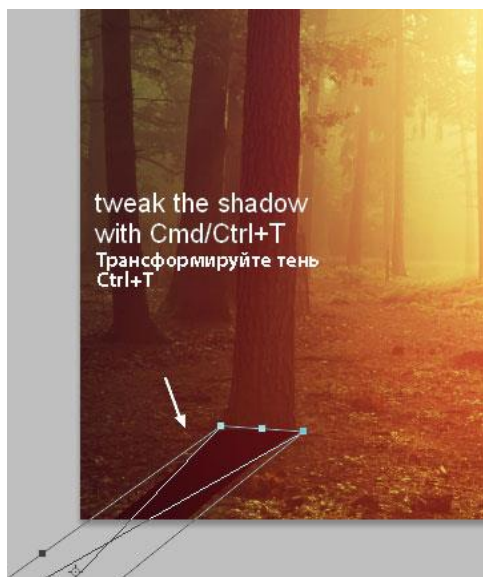 tweak the shadow
with Cmd/Ctrl+T
Трансформируйте тень
Ctrl+T